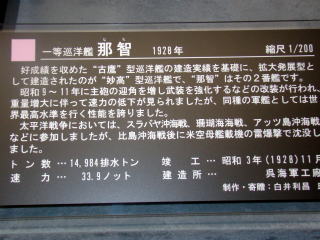 一等巡洋艦 那智 1928年 縮尺1/200
好成績を収めた“古鷹”型巡洋艦の建造実績を基礎に、拡大発展型
として建造されたのが“妙高”型巡洋艦で、“那智”はその2番艦です。
昭和9~11年に主砲の迎角を増し武装を強化するなどの改装が行われ、
重量増大に伴って速力の低下が見られましたが、同種の軍艦としては世
界最高水準を行く性能を誇りました。
太平洋戦争においては、スラバヤ沖海戦、珊瑚海海戦、アッツ島沖海戦
などに参加しましたが、比島沖海戦後に米空母艦載機の雷爆撃で沈没し
ました。
トン数…14,984排水トン 竣工…昭和3年(1928)11月
速力…33.9ノット 建造所…呉海軍工廠
制作・寄贈:白井利昌